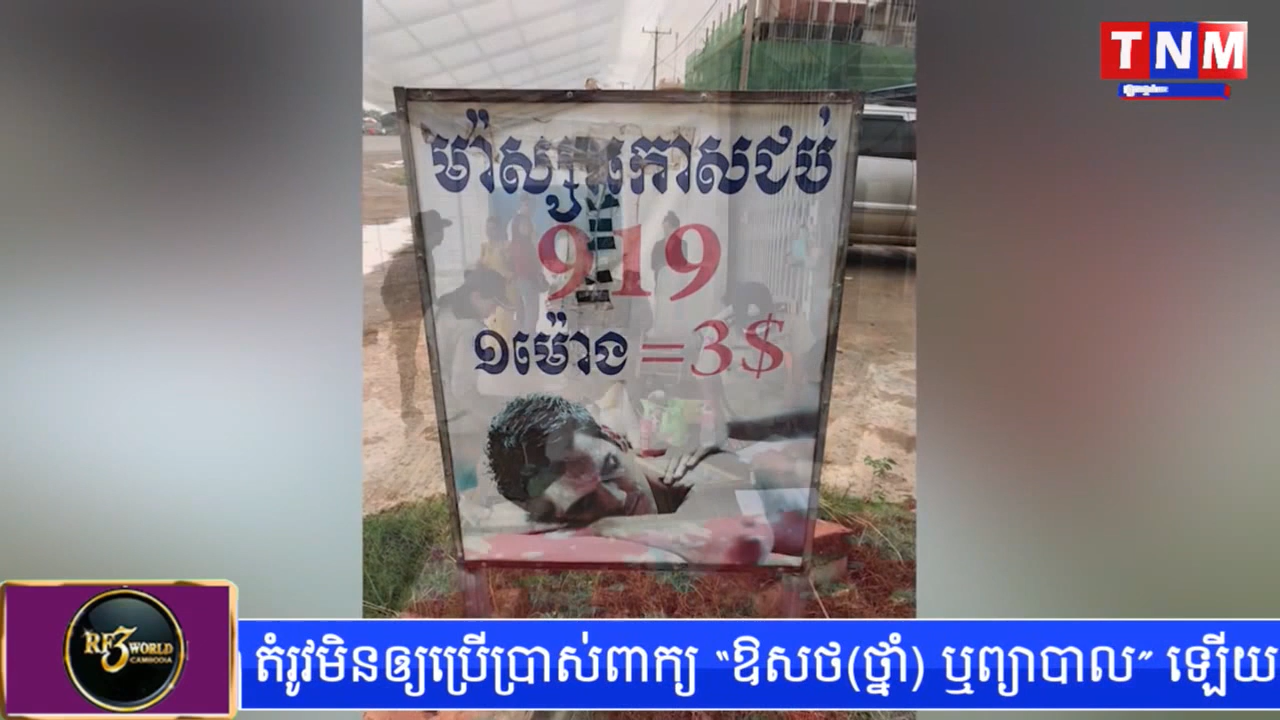 TNM
ម៉ាស្សា កោសជប់
919
១ម៉ោង =3$
RF3 WORLD
CAMBODIA
តំរូវមិនឲ្យប្រើប្រាស់ពាក្យ “ឱសថ(ថ្នាំ) ឬព្យាបាល” ឡើយ